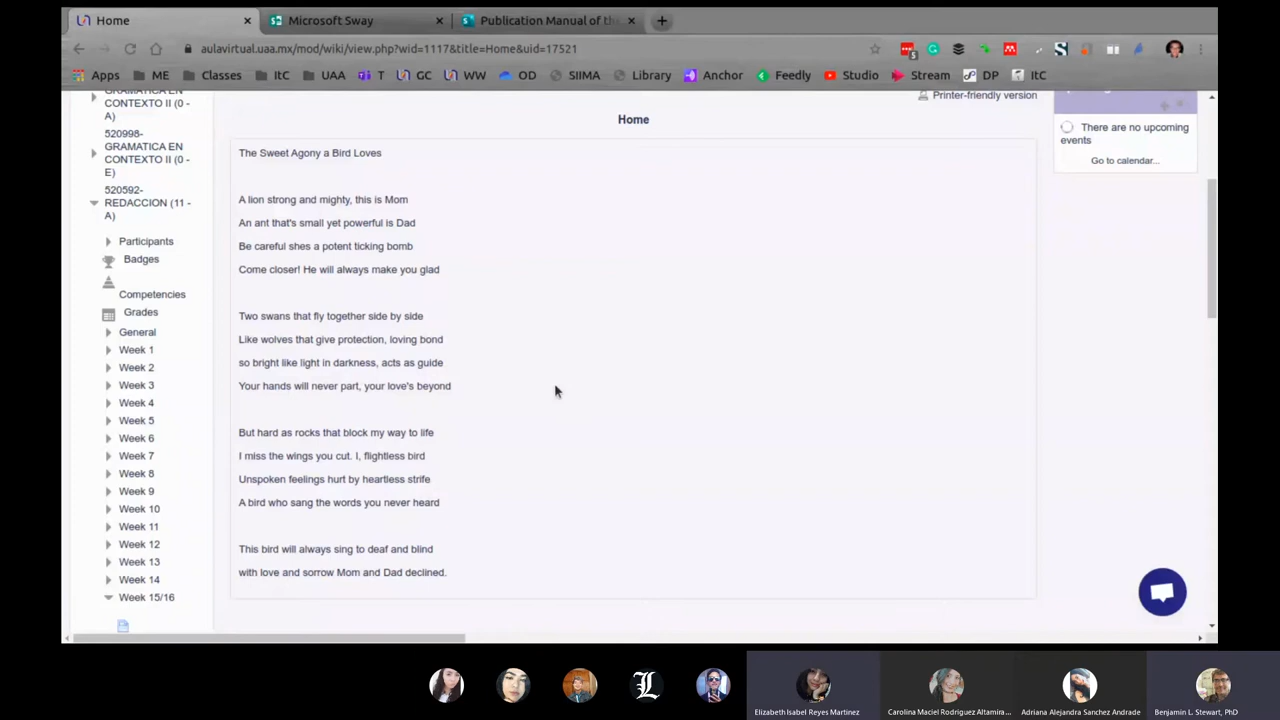 Home
Microsoft Sway
Publication Manual of the
aulavirtual.uaa.mx/mod/wiki/view.php?wid=1117&title=Home&uid=17521
5
Apps ME Classes ItC UAA T GC WW OD SIIMA Library Anchor Feedly Studio Stream DP ItC
GRAMATICA EN
CONTEXTO II (0 -
A)
520998-
GRAMATICA EN
CONTEXTO II (0 -
E)
520592-
REDACCION (11 -
A)
Participants
Badges
Competencies
Grades
General
Week 1
Week 2
Week 3
Week 4
Week 5
Week 6
Week 7
Week 8
Week 9
Week 10
Week 11
Week 12
Week 13
Week 14
Week 15/16
Printer-friendly version
Home
The Sweet Agony a Bird Loves
A lion strong and mighty, this is Mom
An ant that's small yet powerful is Dad
Be careful shes a potent ticking bomb
Come closer! He will always make you glad
Two swans that fly together side by side
Like wolves that give protection, loving bond
so bright like light in darkness, acts as guide
Your hands will never part, your love's beyond
But hard as rocks that block my way to life
I miss the wings you cut. I, flightless bird
Unspoken feelings hurt by heartless strife
A bird who sang the words you never heard
This bird will always sing to deaf and blind
with love and sorrow Mom and Dad declined.
There are no upcoming
events
Go to calendar...
L
Elizabeth Isabel Reyes Martinez
Carolina Maciel Rodriguez Altamira...
Adriana Alejandra Sanchez Andrade
Benjamin L. Stewart, PhD